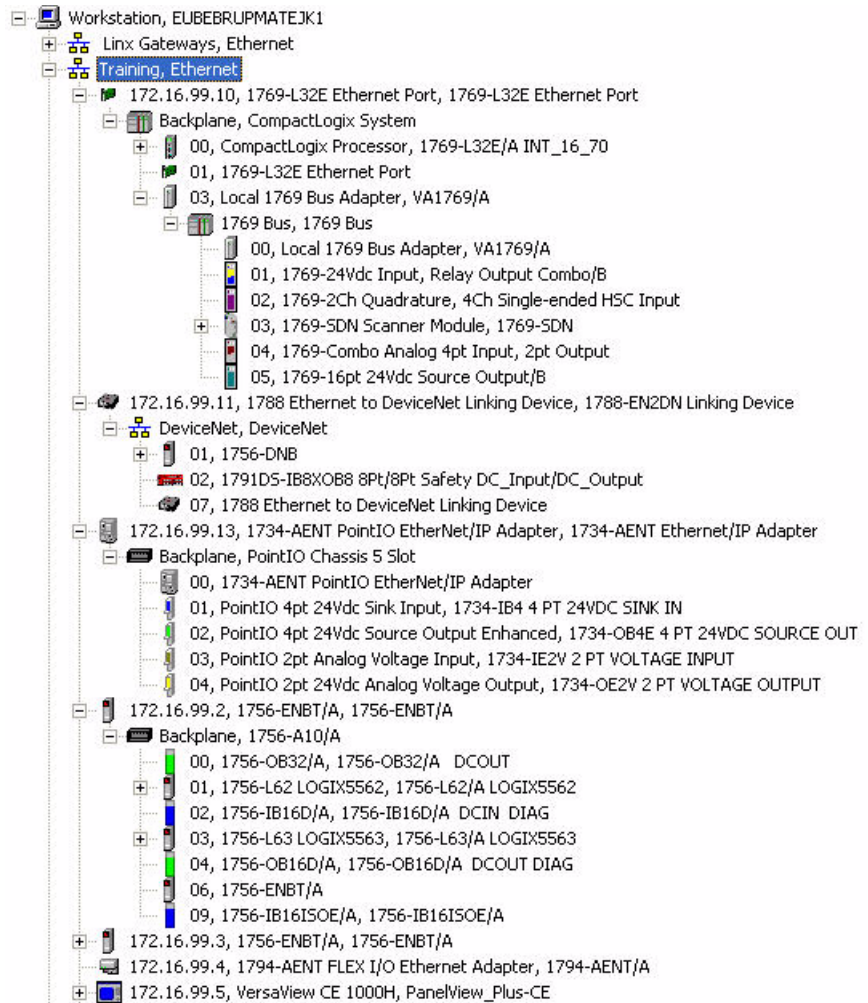 Workstation, EUBEBRUPMATEJK1
Linx Gateways, Ethernet
Training, Ethernet
172.16.99.10, 1769-L32E Ethernet Port, 1769-L32E Ethernet Port
Backplane, CompactLogix System
00, CompactLogix Processor, 1769-L32E/A INT_16_70
01, 1769-L32E Ethernet Port
03, Local 1769 Bus Adapter, VA1769/A
1769 Bus, 1769 Bus
00, Local 1769 Bus Adapter, VA1769/A
01, 1769-24Vdc Input, Relay Output Combo/B
02, 1769-2Ch Quadrature, 4Ch Single-ended HSC Input
03, 1769-SDN Scanner Module, 1769-SDN
04, 1769-Combo Analog 4pt Input, 2pt Output
05, 1769-16pt 24Vdc Source Output/B
172.16.99.11, 1788 Ethernet to DeviceNet Linking Device, 1788-EN2DN Linking Device
DeviceNet, DeviceNet
01, 1756-DNB
02, 1791DS-IB8XOB8 8Pt/8Pt Safety DC_Input/DC_Output
07, 1788 Ethernet to DeviceNet Linking Device
172.16.99.13, 1734-AENT PointIO EtherNet/IP Adapter, 1734-AENT Ethernet/IP Adapter
Backplane, PointIO Chassis 5 Slot
00, 1734-AENT PointIO EtherNet/IP Adapter
01, PointIO 4pt 24Vdc Sink Input, 1734-IB4 4 PT 24VDC SINK IN
02, PointIO 4pt 24Vdc Source Output Enhanced, 1734-OB4E 4 PT 24VDC SOURCE OUT
03, PointIO 2pt Analog Voltage Input, 1734-IE2V 2 PT VOLTAGE INPUT
04, PointIO 2pt 24Vdc Analog Voltage Output, 1734-OE2V 2 PT VOLTAGE OUTPUT
172.16.99.2, 1756-ENBT/A, 1756-ENBT/A
Backplane, 1756-A10/A
00, 1756-OB32/A, 1756-OB32/A DCOUT
01, 1756-L62 LOGIX5562, 1756-L62/A LOGIX5562
02, 1756-IB16D/A, 1756-IB16D/A DCIN DIAG
03, 1756-L63 LOGIX5563, 1756-L63/A LOGIX5563
04, 1756-OB16D/A, 1756-OB16D/A DCOUT DIAG
06, 1756-ENBT/A
09, 1756-IB16ISOE/A, 1756-IB16ISOE/A
172.16.99.3, 1756-ENBT/A, 1756-ENBT/A
172.16.99.4, 1794-AENT FLEX I/O Ethernet Adapter, 1794-AENT/A
172.16.99.5, VersaView CE 1000H, PanelView_Plus-CE